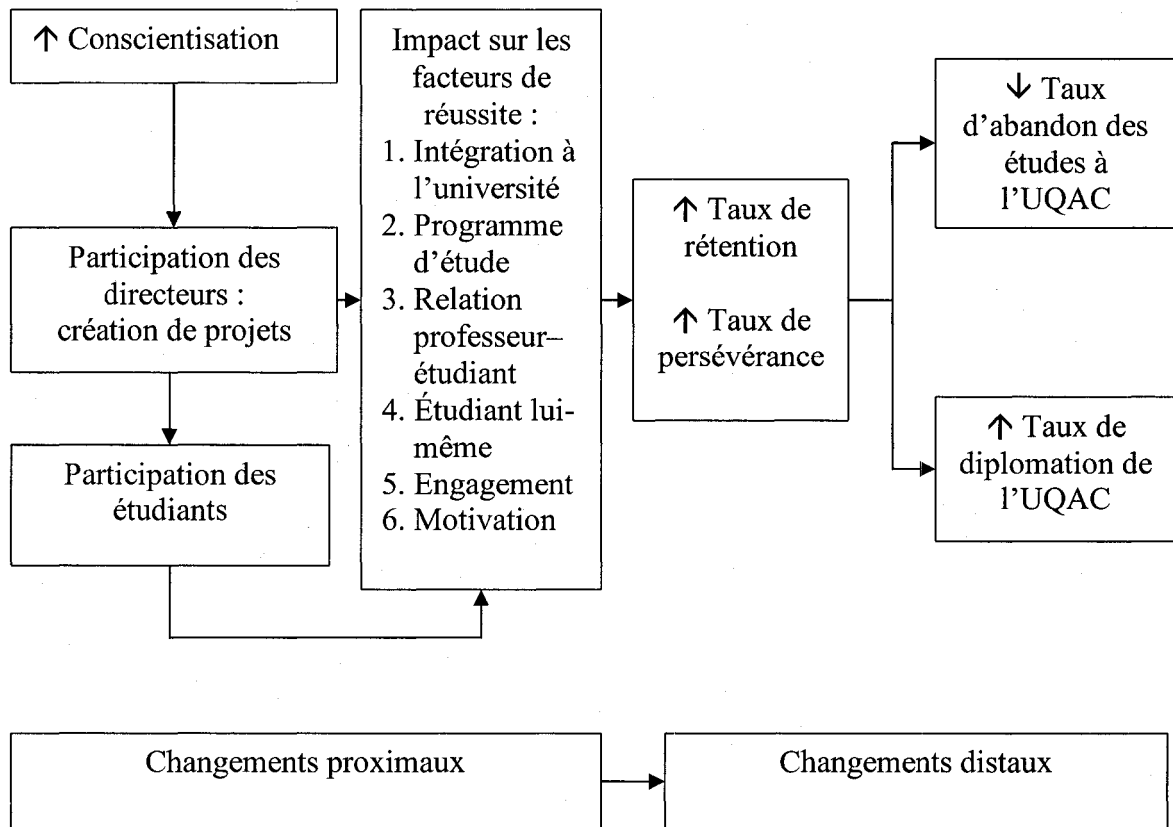 ↑ Conscientisation
Participation des
directeurs :
création de projets
Participation des
étudiants
Impact sur les
facteurs de
réussite :
1. Intégration à
l'université
2. Programme
d'étude
3. Relation
professeur–
étudiant
4. Étudiant lui-
même
5. Engagement
6. Motivation
↑ Taux de
rétention
↑ Taux de
persévérance
↓ Taux
d'abandon des
études à
l'UQAC
↑ Taux de
diplomation de
l'UQAC
Changements proximaux
Changements distaux